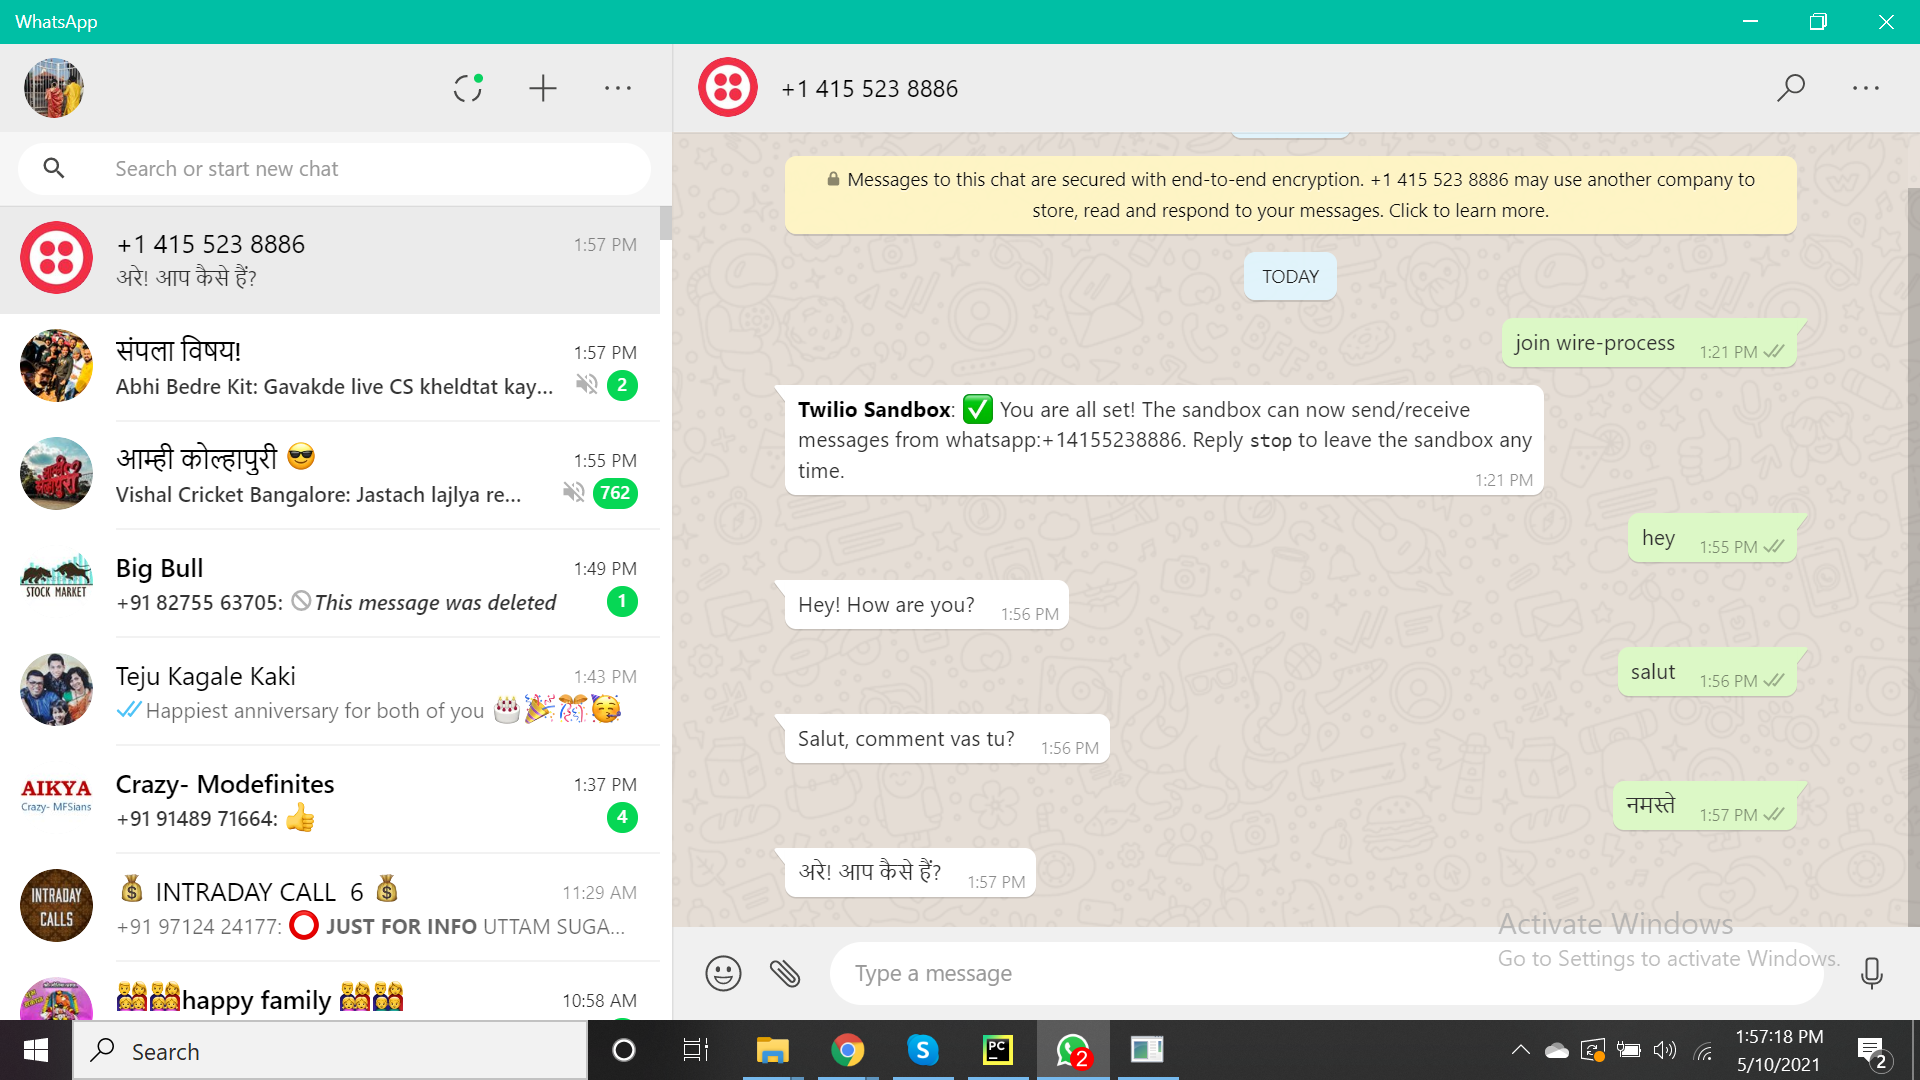 WhatsApp
Search or start new chat
+1 415 523 8886
1:57 PM
अरे! आप कैसे हैं?
संपला विषय!
1:57 PM
Abhi Bedre Kit: Gavakde live CS kheldtat kay...
2
आम्ही कोल्हापुरी 😎
1:55 PM
Vishal Cricket Bangalore: Jastach lajlya re...
762
STOCK MARKET
Big Bull
1:49 PM
+91 82755 63705: 🚫This message was deleted
1
Teju Kagale Kaki
1:43 PM
Happiest anniversary for both of you 🎂🎉🎊🥳
AIKYA
Crazy- MFSians
Crazy- Modefinites
1:37 PM
+91 91489 71664: 👍
4
INTRADAY
CALLS
💰 INTRADAY CALL 6 💰
11:29 AM
+91 97124 24177: ⭕ JUST FOR INFO UTTAM SUGA...
👨‍👩‍👧‍👦👨‍👩‍👧‍👦happy family 👨‍👩‍👧‍👦👨‍👩‍👧‍👦
10:58 AM
+1 415 523 8886
🔒 Messages to this chat are secured with end-to-end encryption. +1 415 523 8886 may use another company to
store, read and respond to your messages. Click to learn more.
TODAY
join wire-process 1:21 PM
Twilio Sandbox: ✅ You are all set! The sandbox can now send/receive
messages from whatsapp:+14155238886. Reply stop to leave the sandbox any
time.
1:21 PM
hey 1:55 PM
Hey! How are you? 1:56 PM
salut 1:56 PM
Salut, comment vas tu? 1:56 PM
नमस्ते 1:57 PM
अरे! आप कैसे हैं? 1:57 PM
Activate Windows
Go to Settings to activate Windows.
Type a message
Search
PC
2
1:57:18 PM
5/10/2021
2